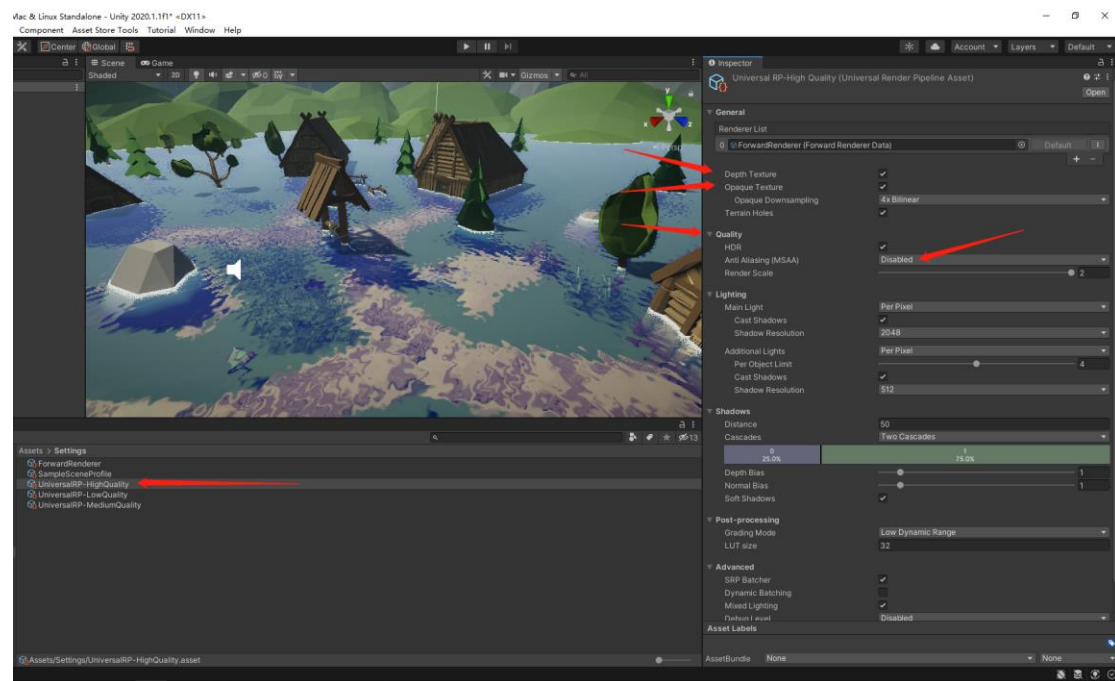 Mac & Linux Standalone - Unity 2020.1.1f1* <DX11>
Component Asset Store Tools Tutorial Window Help
Center Global
Account Layers Default
Scene Game
Shaded 2D 0 Gizmos All
y
x z
Persp
Inspector
Universal RP-High Quality (Universal Render Pipeline Asset)
Open
General
Renderer List
0 ForwardRenderer (Forward Renderer Data) Default
+ -
Depth Texture
Opaque Texture
Opaque Downsampling 4x Bilinear
Terrain Holes
Quality
HDR
Anti Aliasing (MSAA) Disabled
Render Scale 2
Lighting
Main Light Per Pixel
Cast Shadows
Shadow Resolution 2048
Additional Lights Per Pixel
Per Object Limit 4
Cast Shadows
Shadow Resolution 512
Shadows
Distance 50
Cascades Two Cascades
0 1
25.0% 75.0%
Depth Bias 1
Normal Bias 1
Soft Shadows
Post-processing
Grading Mode Low Dynamic Range
LUT size 32
Advanced
SRP Batcher
Dynamic Batching
Mixed Lighting
Debug Level Disabled
Asset Labels
AssetBundle None None
13
Assets > Settings
ForwardRenderer
SampleSceneProfile
UniversalRP-HighQuality
UniversalRP-LowQuality
UniversalRP-MediumQuality
Assets/Settings/UniversalRP-HighQuality.asset